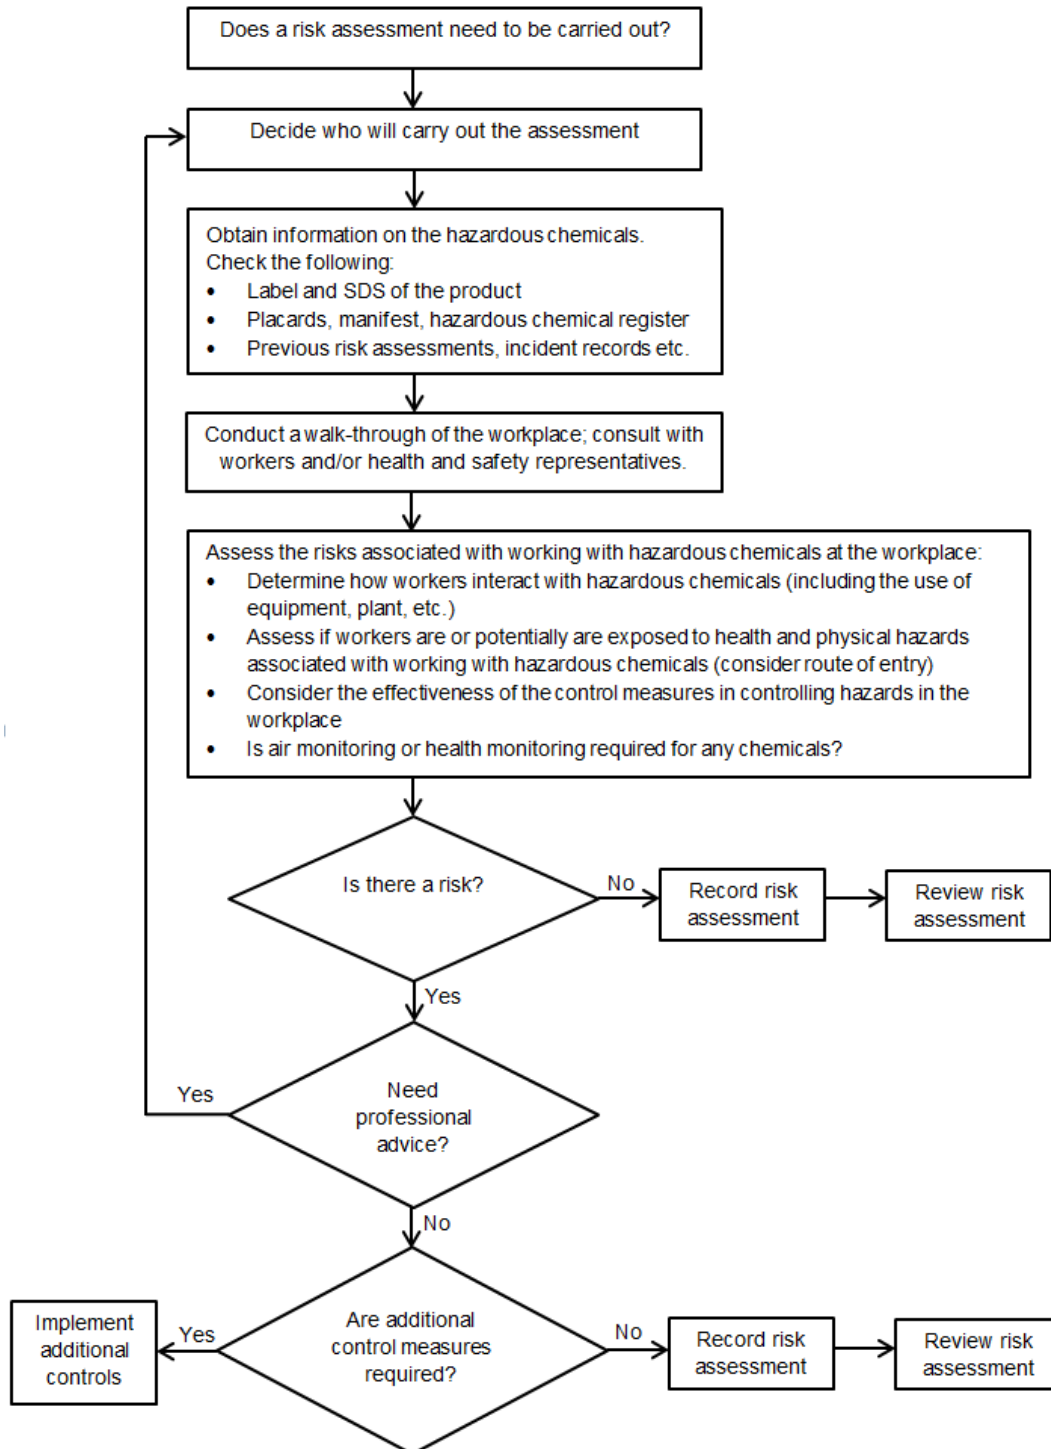 Does a risk assessment need to be carried out?
Decide who will carry out the assessment
Obtain information on the hazardous chemicals.
Check the following:
• Label and SDS of the product
• Placards, manifest, hazardous chemical register
• Previous risk assessments, incident records etc.
Conduct a walk-through of the workplace; consult with
workers and/or health and safety representatives.
Assess the risks associated with working with hazardous chemicals at the workplace:
• Determine how workers interact with hazardous chemicals (including the use of
equipment, plant, etc.)
• Assess if workers are or potentially are exposed to health and physical hazards
associated with working with hazardous chemicals (consider route of entry)
• Consider the effectiveness of the control measures in controlling hazards in the
workplace
• Is air monitoring or health monitoring required for any chemicals?
Is there a risk?
No
Record risk
assessment
Review risk
assessment
Yes
Need
professional
advice?
Yes
No
Are additional
control measures
required?
Yes
Implement
additional
controls
No
Record risk
assessment
Review risk
assessment